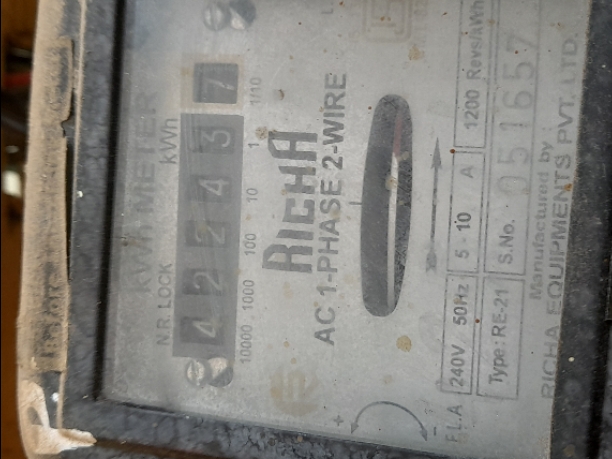 kWh METER
N.R. LOCK kWh
4 2 2 4 3 7
10000 1000 100 10 1 1/10
RICHA
AC 1-PHASE 2-WIRE
F.L.A 240V 50Hz 5 - 10 A 1200 Revs/kWh
Type: RE-21 S.No. 051657
Manufactured by :
RICHA EQUIPMENTS PVT. LTD.